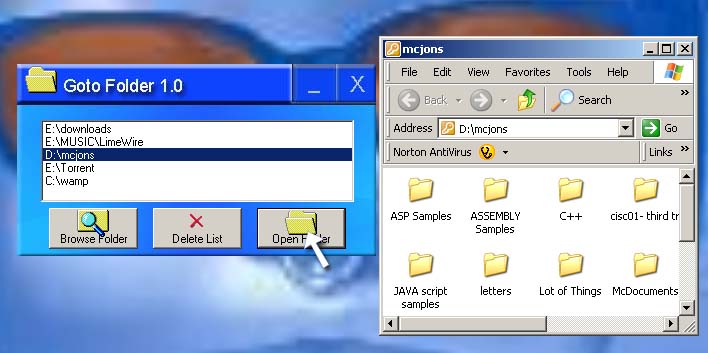 Goto Folder 1.0
E:\downloads
E:\MUSIC\LimeWire
D:\mcjons
E:\Torrent
C:\wamp
Browse Folder
Delete List
Open Folder
mcjons
File Edit View Favorites Tools Help
Back Search
Address D:\mcjons Go
Norton AntiVirus Links
ASP Samples
ASSEMBLY
Samples
C++
cisc01- third tr
JAVA script
samples
letters
Lot of Things
McDocuments